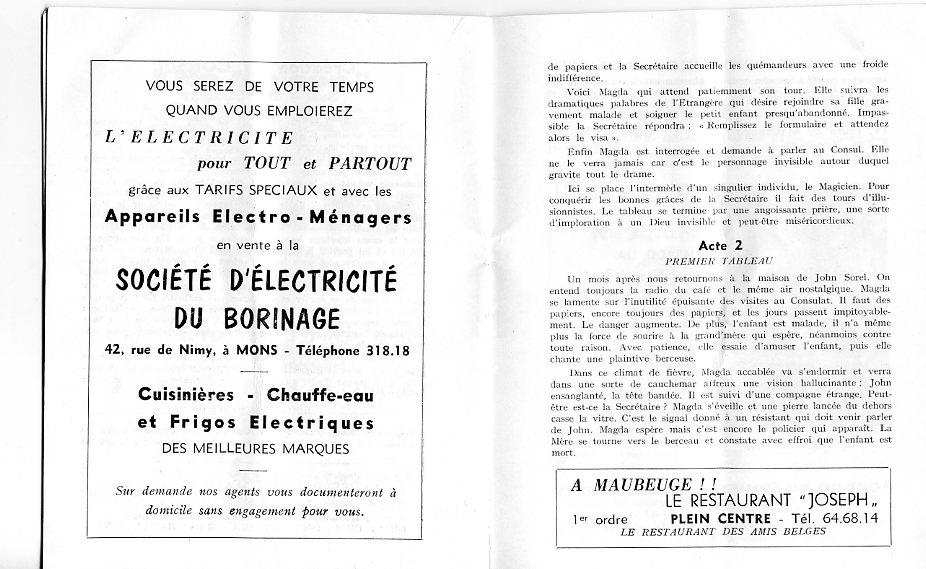 VOUS SEREZ DE VOTRE TEMPS
QUAND VOUS EMPLOIEREZ
L'ELECTRICITE
pour TOUT et PARTOUT
grâce aux TARIFS SPECIAUX et avec les
Appareils Electro - Ménagers
en vente à la
SOCIÉTÉ D'ÉLECTRICITÉ
DU BORINAGE
42, rue de Nimy, à MONS - Téléphone 318.18
Cuisinières - Chauffe-eau
et Frigos Electriques
DES MEILLEURES MARQUES
Sur demande nos agents vous documenteront à
domicile sans engagement pour vous.
de papiers et la Secrétaire accueille les quémandeurs avec une froide
indifférence.
Voici Magda qui attend patiemment son tour. Elle suivra les
dramatiques palabres de l'Etrangère qui désire rejoindre sa fille gra-
vement malade et soigner le petit enfant presqu'abandonné. Impas-
sible la Secrétaire répondra : « Remplissez le formulaire et attendez
alors le visa ».
Enfin Magda est interrogée et demande à parler au Consul. Elle
ne le verra jamais car c'est le personnage invisible autour duquel
gravite tout le drame.
Ici se place l'intermède d'un singulier individu, le Magicien. Pour
conquérir les bonnes grâces de la Secrétaire il fait des tours d'illu-
sionnistes. Le tableau se termine par une angoissante prière, une sorte
d'imploration à un Dieu invisible et peut-être miséricordieux.
Acte 2
PREMIER TABLEAU
Un mois après nous retournons à la maison de John Sorel. On
entend toujours la radio du café et le même air nostalgique. Magda
se lamente sur l'inutilité épuisante des visites au Consulat. Il faut des
papiers, encore toujours des papiers, et les jours passent impitoyable-
ment. Le danger augmente. De plus, l'enfant est malade, il n'a même
plus la force de sourire à la grand'mère qui espère, néanmoins contre
toute raison. Avec patience, elle essaie d'amuser l'enfant, puis elle
chante une plaintive berceuse.
Dans ce climat de fièvre, Magda accablée va s'endormir et verra
dans une sorte de cauchemar affreux une vision hallucinante : John
ensanglanté, la tête bandée. Il est suivi d'une compagne étrange. Peut-
être est-ce la Secrétaire ? Magda s'éveille et une pierre lancée du dehors
casse la vitre. C'est le signal donné à un résistant qui doit venir parler
de John. Magda espère mais c'est encore le policier qui apparaît. La
Mère se tourne vers le berceau et constate avec effroi que l'enfant est
mort.
A MAUBEUGE ! !
LE RESTAURANT "JOSEPH„
1er ordre PLEIN CENTRE - Tél. 64.68.14
LE RESTAURANT DES AMIS BELGES